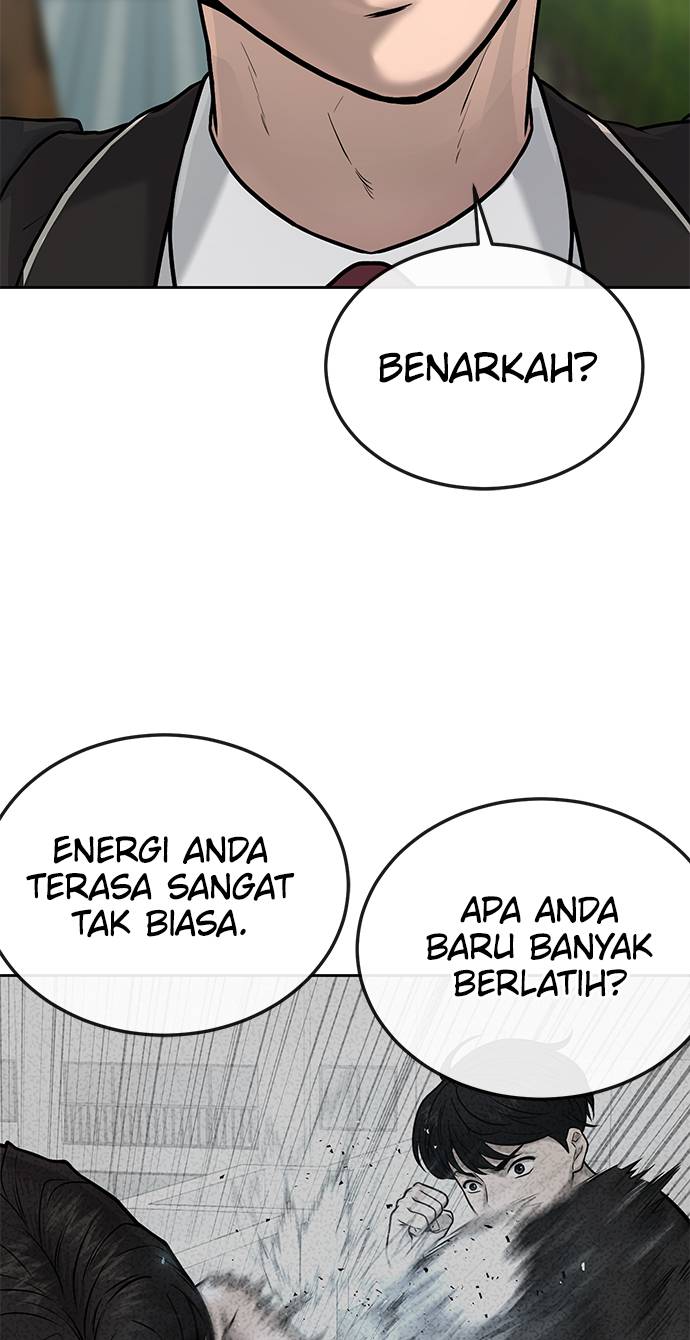 BENARKAH?
ENERGI ANDA
TERASA SANGAT
TAK BIASA.
APA ANDA
BARU BANYAK
BERLATIH?